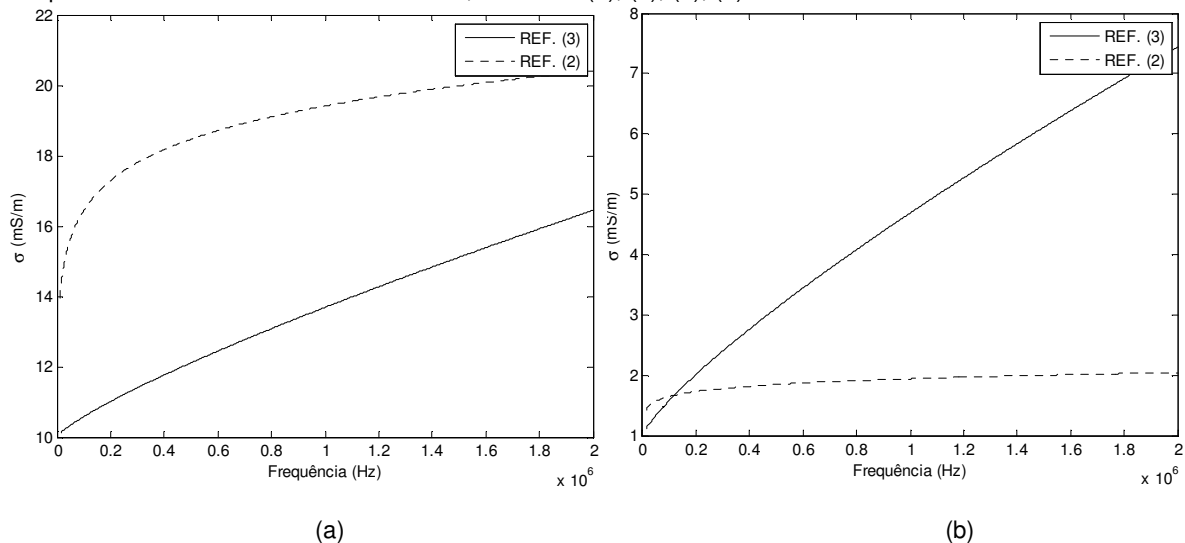 REF. (3)
REF. (2)
22
20
18
16
14
12
10
σ (mS/m)
0 0.2 0.4 0.6 0.8 1 1.2 1.4 1.6 1.8 2
Frequência (Hz)
x 10^6
(a)
REF. (3)
REF. (2)
8
7
6
5
4
3
2
1
σ (mS/m)
0 0.2 0.4 0.6 0.8 1 1.2 1.4 1.6 1.8 2
Frequência (Hz)
x 10^6
(b)